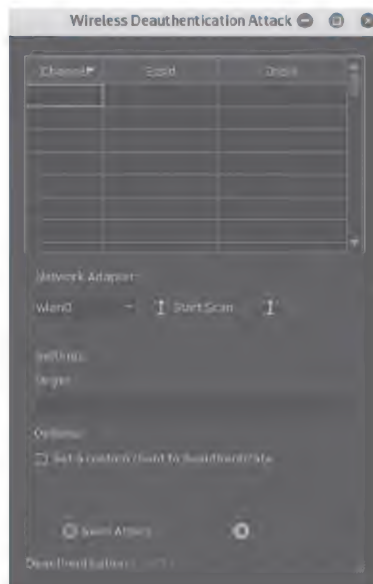 Wireless Deauthentication Attack
Channel Essid Bssid
Network Adapter:
wlan0 Start Scan
Settings:
Target
Options:
Set a custom client to deauthenticate
Attack
Deauthentication